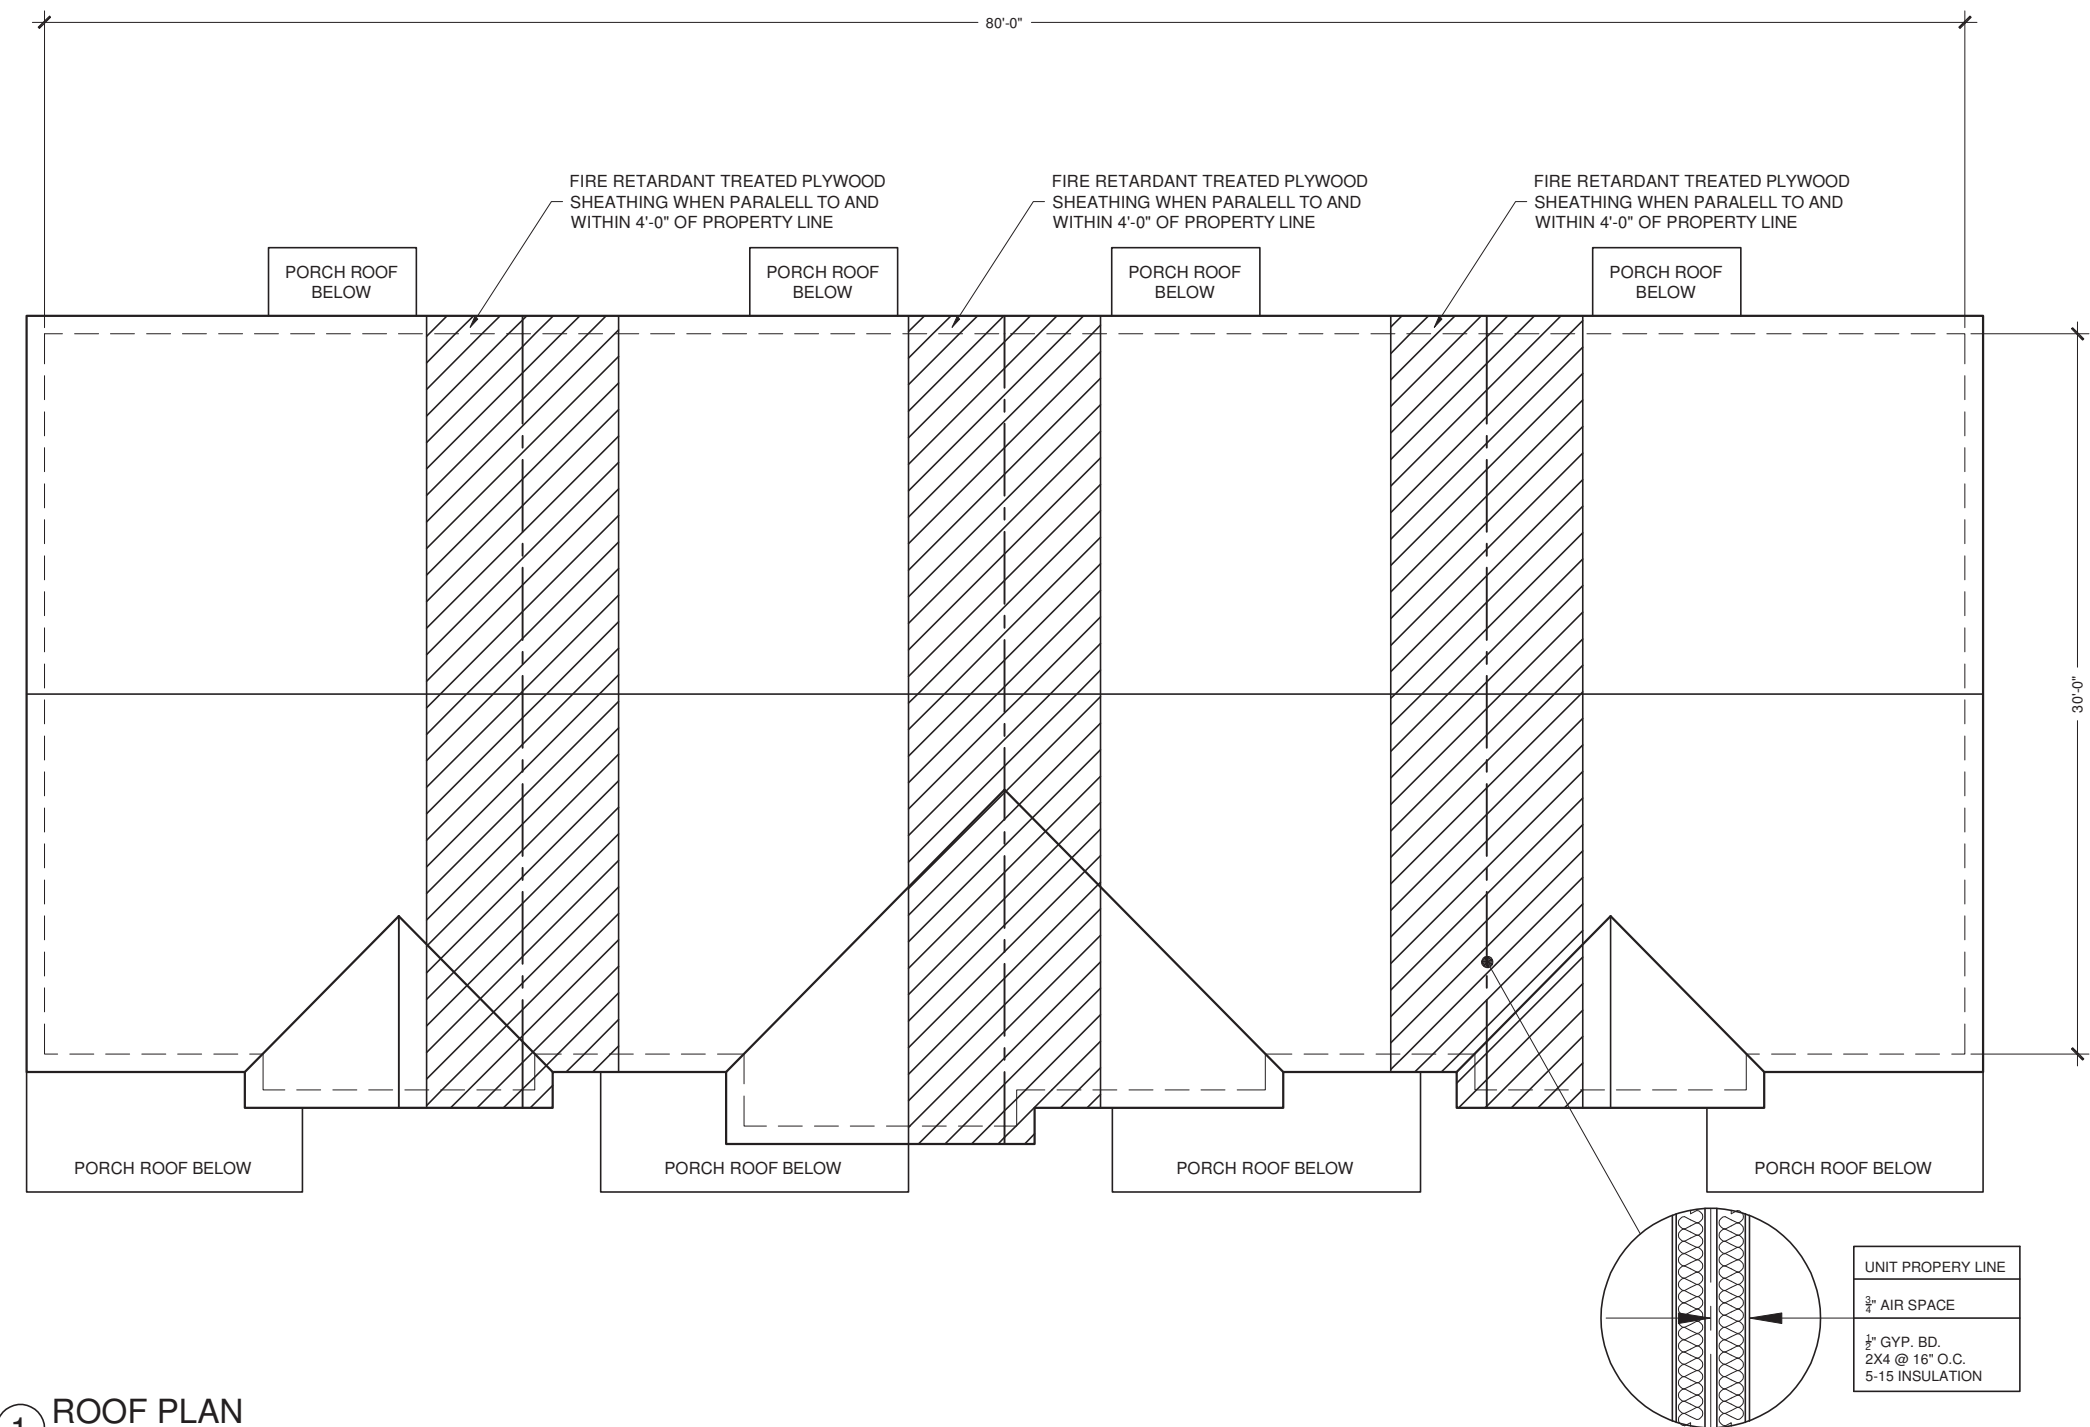 80'-0"
FIRE RETARDANT TREATED PLYWOOD
SHEATHING WHEN PARALELL TO AND
WITHIN 4'-0" OF PROPERTY LINE
FIRE RETARDANT TREATED PLYWOOD
SHEATHING WHEN PARALELL TO AND
WITHIN 4'-0" OF PROPERTY LINE
FIRE RETARDANT TREATED PLYWOOD
SHEATHING WHEN PARALELL TO AND
WITHIN 4'-0" OF PROPERTY LINE
PORCH ROOF
BELOW
PORCH ROOF
BELOW
PORCH ROOF
BELOW
PORCH ROOF
BELOW
30'-0"
PORCH ROOF BELOW
PORCH ROOF BELOW
PORCH ROOF BELOW
PORCH ROOF BELOW
UNIT PROPERY LINE
3/4" AIR SPACE
1/2" GYP. BD.
2X4 @ 16" O.C.
5-15 INSULATION
1 ROOF PLAN